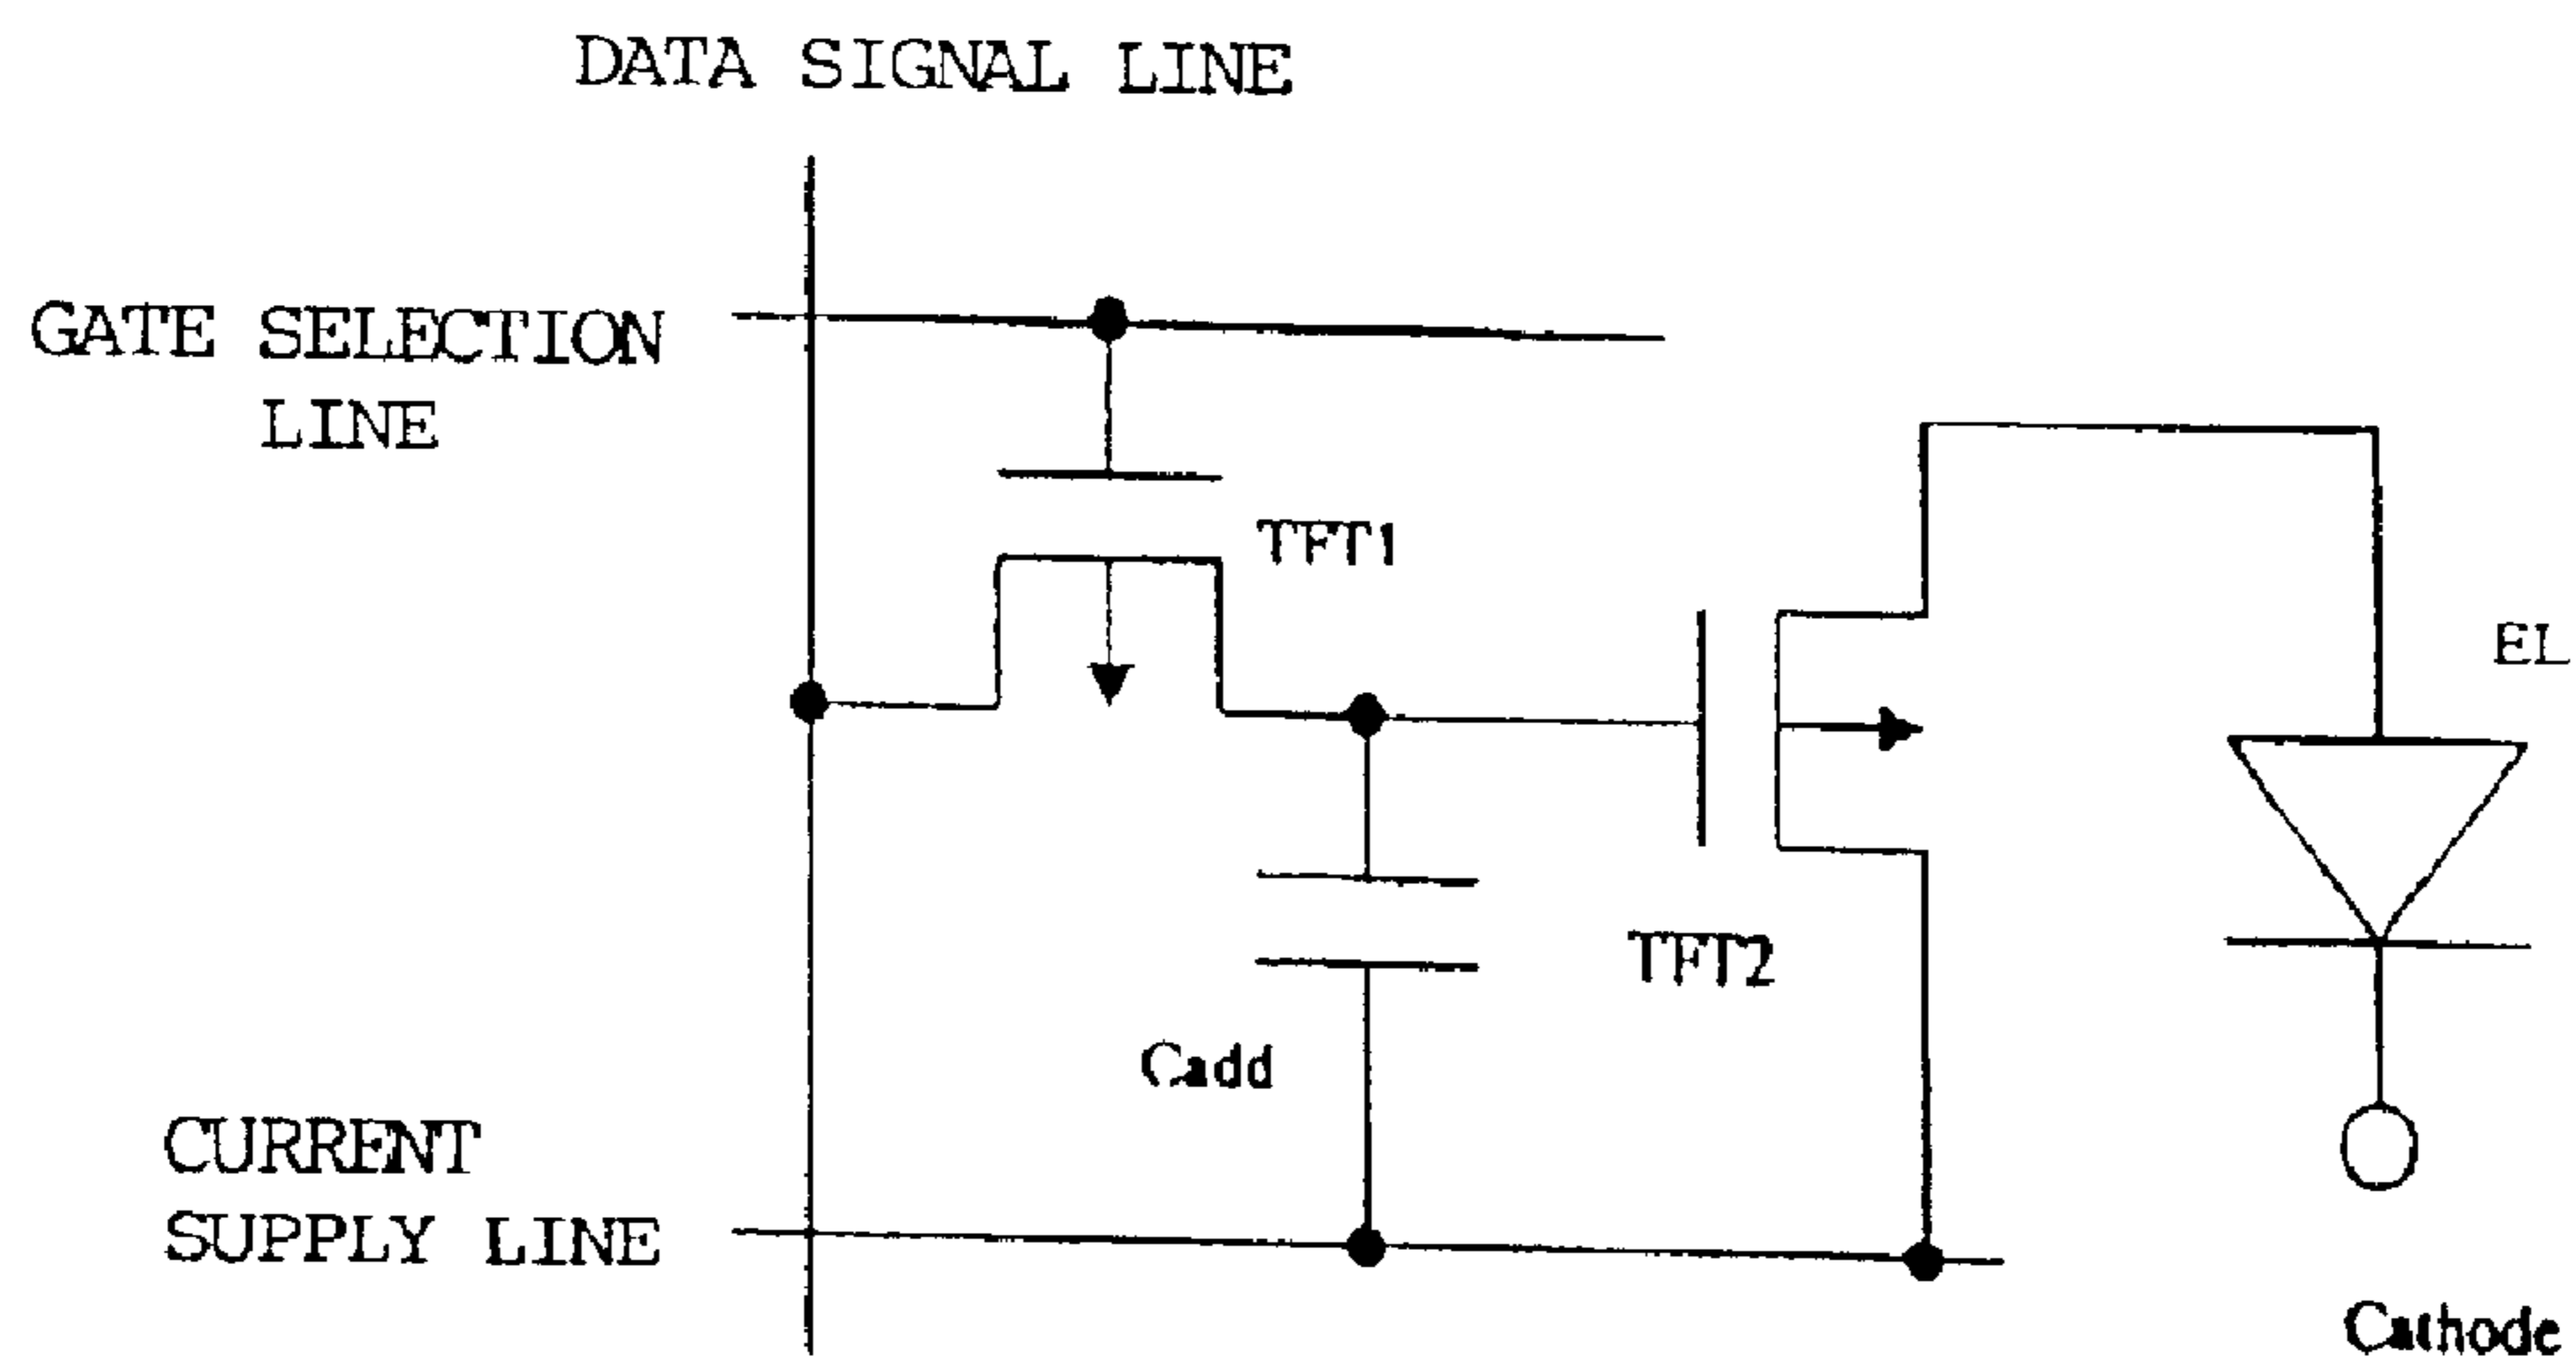 DATA SIGNAL LINE
GATE SELECTION
LINE
TFT1
EL
TFT2
Cadd
CURRENT
SUPPLY LINE
Cathode